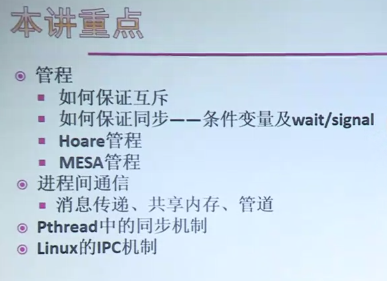 本讲重点
管程
如何保证互斥
如何保证同步——条件变量及wait/signal
Hoare管程
MESA管程
进程间通信
消息传递、共享内存、管道
Pthread中的同步机制
Linux的IPC机制